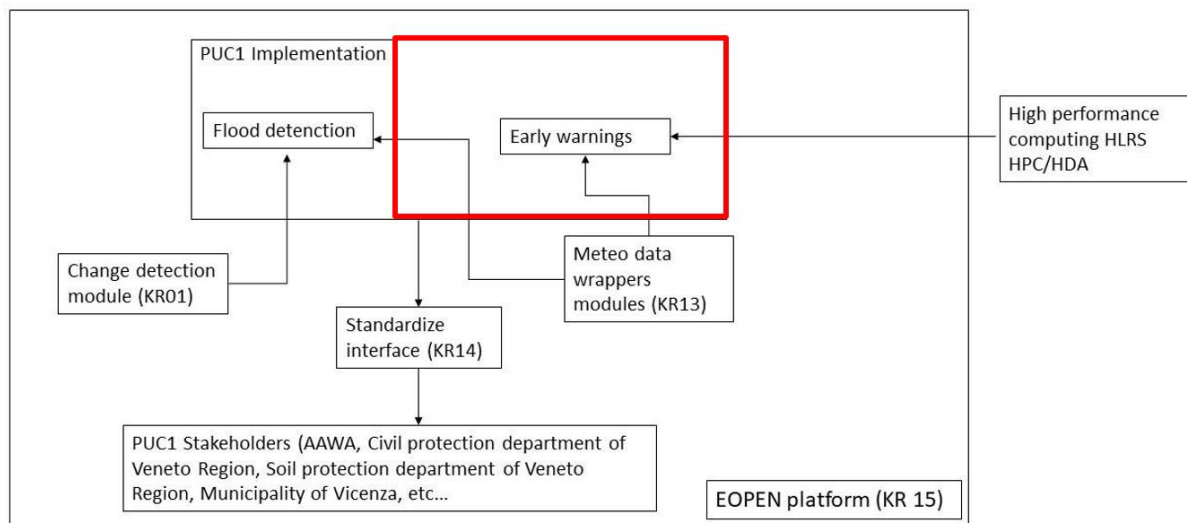 PUC1 Implementation
Flood detenction
Early warnings
High performance
computing HLRS
HPC/HDA
Change detection
module (KR01)
Meteo data
wrappers
modules (KR13)
Standardize
interface (KR14)
PUC1 Stakeholders (AAWA, Civil protection department of
Veneto Region, Soil protection department of Veneto
Region, Municipality of Vicenza, etc...
EOPEN platform (KR 15)